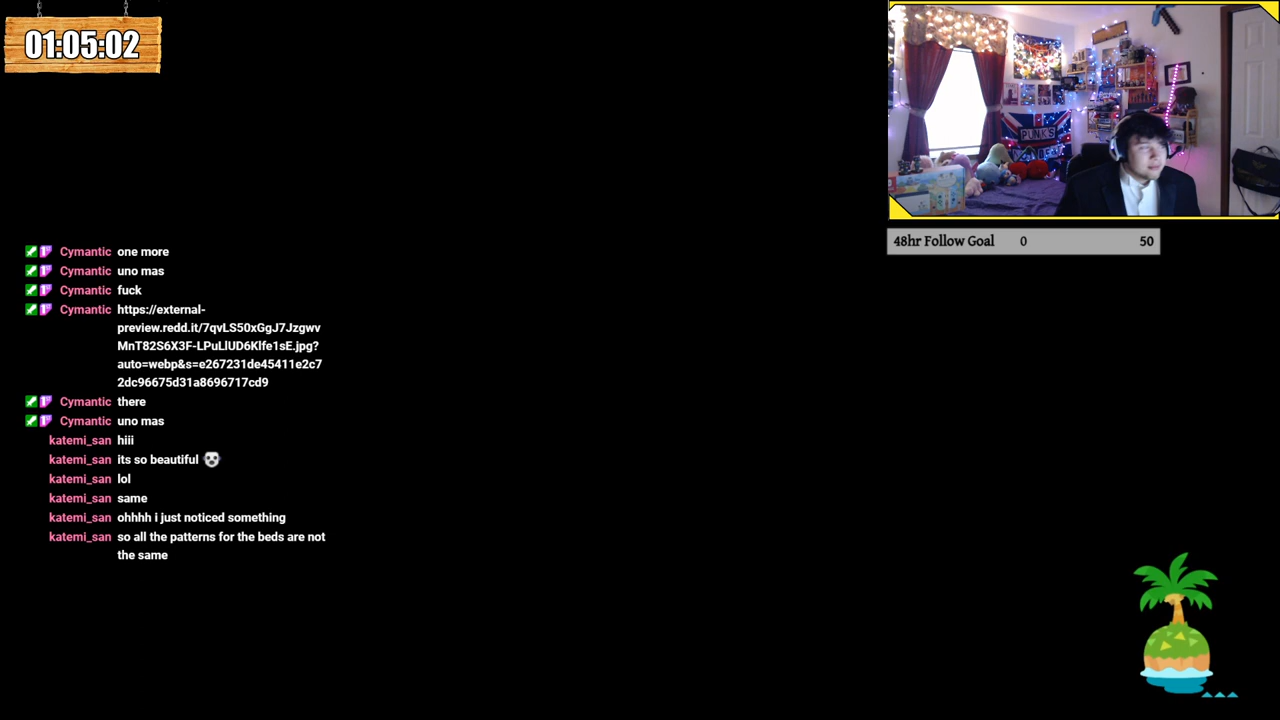 01:05:02
PUNKS
48hr Follow Goal 0 50
Cymantic one more
Cymantic uno mas
Cymantic fuck
Cymantic https://external-
preview.redd.it/7qvLS50xGgJ7Jzgwv
MnT82S6X3F-LPuLlUD6Klfe1sE.jpg?
auto=webp&s=e267231de45411e2c7
2dc96675d31a8696717cd9
Cymantic there
Cymantic uno mas
katemi_san hiii
katemi_san its so beautiful
katemi_san lol
katemi_san same
katemi_san ohhhh i just noticed something
katemi_san so all the patterns for the beds are not
the same